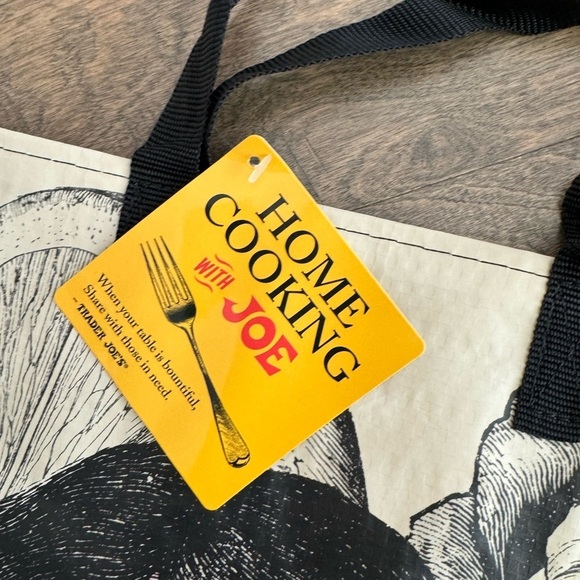 HOME
COOKING
WITH JOE
When your table is bountiful,
Share with those in need.
– TRADER JOE'S®